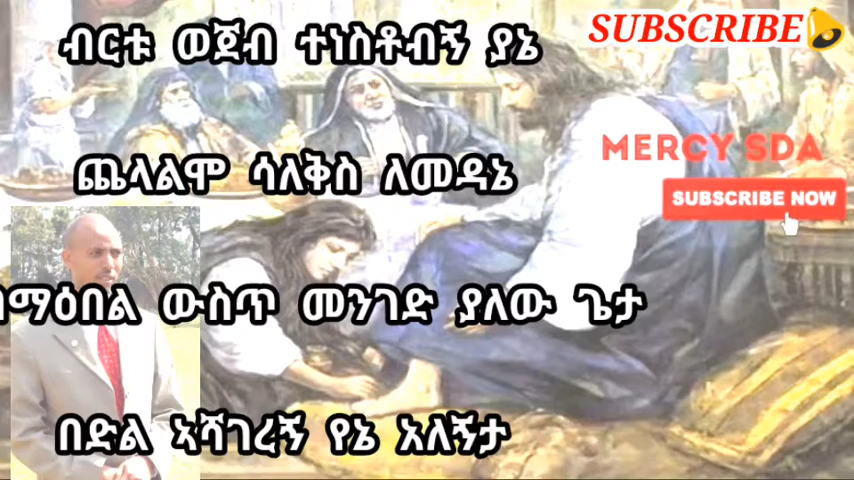 SUBSCRIBE
ብርቱ ወጀብ ተነስቶብኝ ያኔ
MERCY SDA
ጨላልሞ ሳለቅስ ለመዳኔ
SUBSCRIBE NOW
ውስጥ መንገድ ያለው ጌታ
በድል ኣሻገረኝ የኔ አለኝታ